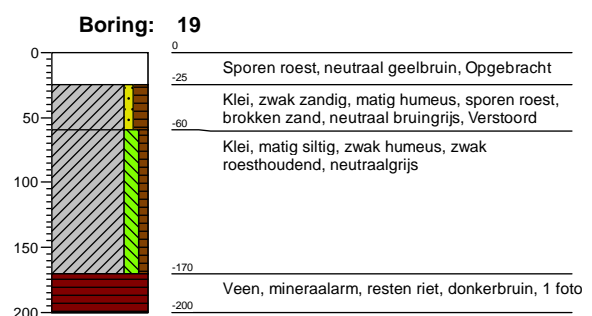 Boring: 19
0
0
Sporen roest, neutraal geelbruin, Opgebracht
-25
Klei, zwak zandig, matig humeus, sporen roest,
brokken zand, neutraal bruingrijs, Verstoord
50
-60
Klei, matig siltig, zwak humeus, zwak
roesthoudend, neutraalgrijs
100
150
-170
Veen, mineraalarm, resten riet, donkerbruin, 1 foto
200
-200